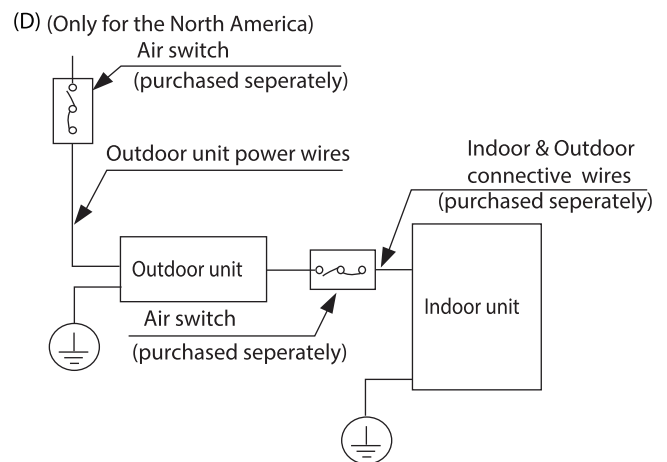 (D) (Only for the North America)
Air switch
(purchased seperately)
Outdoor unit power wires
Indoor & Outdoor
connective wires
(purchased seperately)
Outdoor unit
Indoor unit
Air switch
(purchased seperately)